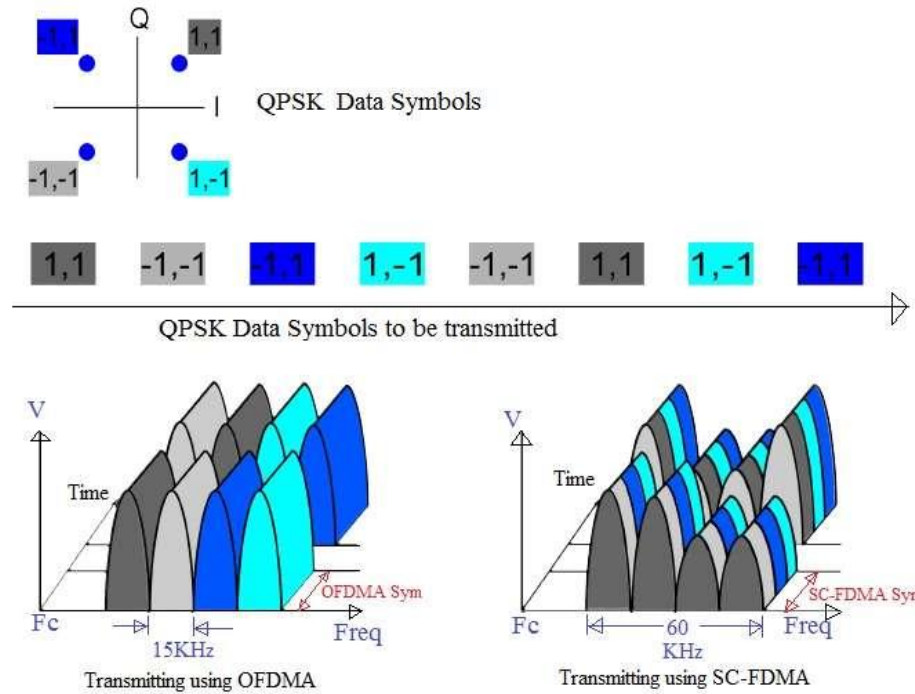 Q
-1,1
1,1
I
QPSK Data Symbols
-1,-1
1,-1
1,1 -1,-1 -1,1 1,-1 -1,-1 1,1 1,-1 -1,1
QPSK Data Symbols to be transmitted
V
Time
OFDMA Sym
Fc
15KHz
Freq
Transmitting using OFDMA
V
Time
SC-FDMA Sym
Fc
60
KHz
Freq
Transmitting using SC-FDMA